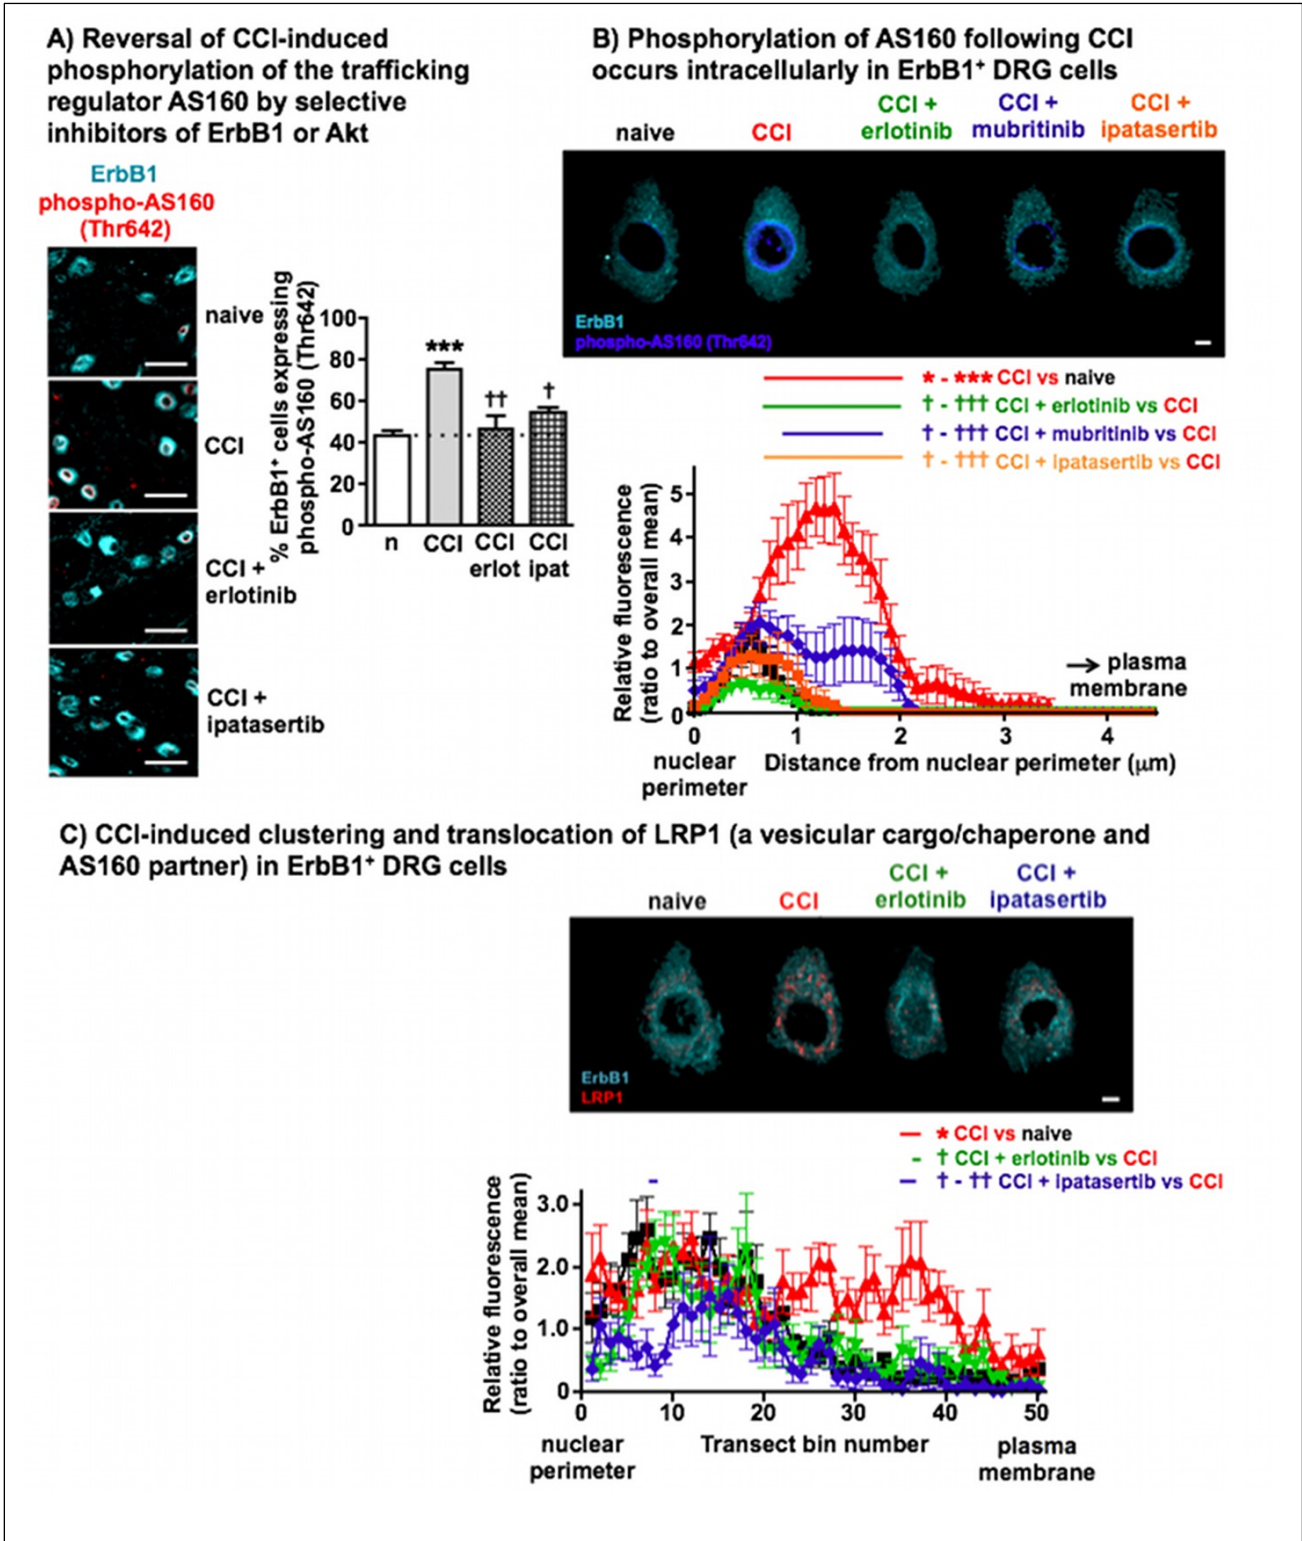 A) Reversal of CCI-induced
phosphorylation of the trafficking
regulator AS160 by selective
inhibitors of ErbB1 or Akt
ErbB1
phospho-AS160
(Thr642)
naive
CCI
CCI +
erlotinib
CCI +
ipatasertib
% ErbB1⁺ cells expressing
phospho-AS160 (Thr642)
100
80
60
40
20
0
***
††
†
n CCI CCI CCI
erlot ipat
B) Phosphorylation of AS160 following CCI
occurs intracellularly in ErbB1⁺ DRG cells
naive
CCI
CCI +
erlotinib
CCI +
mubritinib
CCI +
ipatasertib
ErbB1
phospho-AS160 (Thr642)
* - *** CCI vs naive
† - ††† CCI + erlotinib vs CCI
† - ††† CCI + mubritinib vs CCI
† - ††† CCI + ipatasertib vs CCI
Relative fluorescence
(ratio to overall mean)
5
4
3
2
1
0
→ plasma
membrane
0 1 2 3 4
nuclear
perimeter
Distance from nuclear perimeter (μm)
C) CCI-induced clustering and translocation of LRP1 (a vesicular cargo/chaperone and
AS160 partner) in ErbB1⁺ DRG cells
naive
CCI
CCI +
erlotinib
CCI +
ipatasertib
ErbB1
LRP1
* CCI vs naive
† CCI + erlotinib vs CCI
† - †† CCI + ipatasertib vs CCI
Relative fluorescence
(ratio to overall mean)
3.0
2.0
1.0
0
0 10 20 30 40 50
nuclear
perimeter
Transect bin number
plasma
membrane